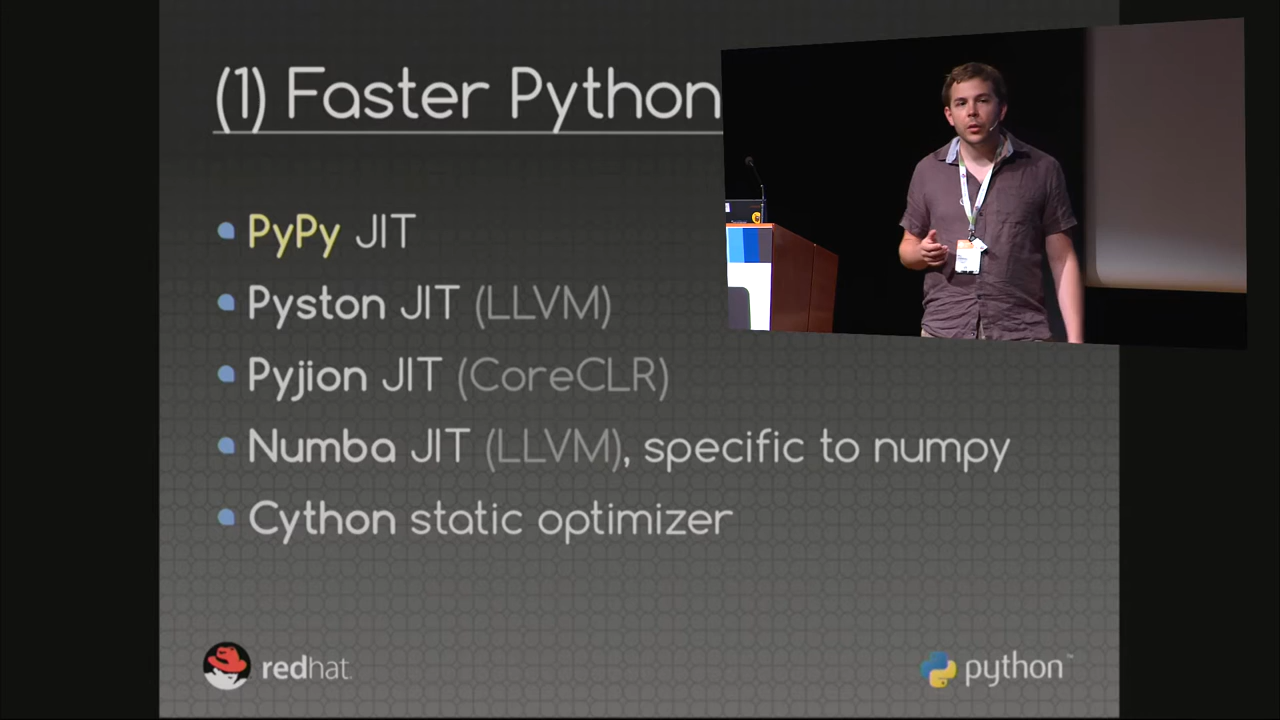 (1) Faster Python
PyPy JIT
Pyston JIT (LLVM)
Pyjion JIT (CoreCLR)
Numba JIT (LLVM), specific to numpy
Cython static optimizer
redhat.
python™